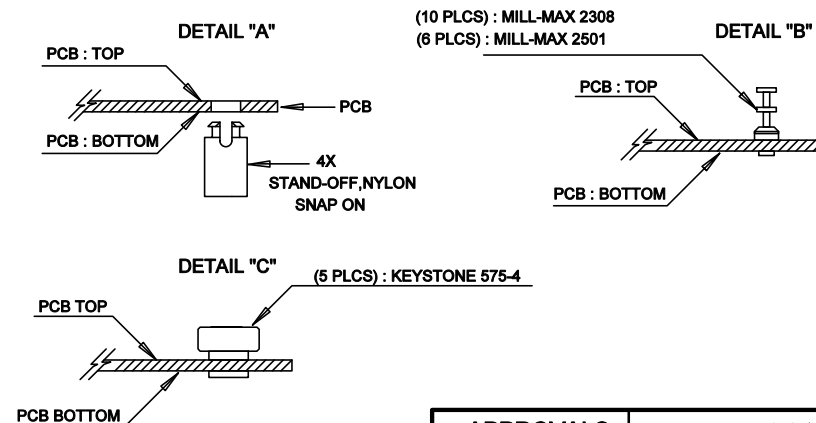 DETAIL "A"
PCB : TOP
PCB
PCB : BOTTOM
4X
STAND-OFF,NYLON
SNAP ON
(10 PLCS) : MILL-MAX 2308
(6 PLCS) : MILL-MAX 2501
DETAIL "B"
PCB : TOP
PCB : BOTTOM
DETAIL "C"
(5 PLCS) : KEYSTONE 575-4
PCB TOP
PCB BOTTOM
APPROVALS